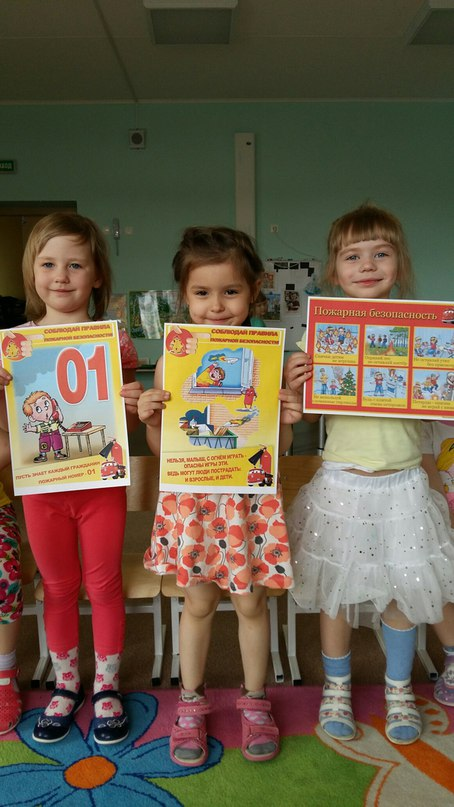 СОБЛЮДАЙ ПРАВИЛА
ПОЖАРНОЙ БЕЗОПАСНОСТИ
01
ПУСТЬ ЗНАЕТ КАЖДЫЙ ГРАЖДАНИН
ПОЖАРНЫЙ НОМЕР - 01
СОБЛЮДАЙ ПРАВИЛА
ПОЖАРНОЙ БЕЗОПАСНОСТИ
НЕЛЬЗЯ, МАЛЫШ, С ОГНЁМ ИГРАТЬ
ОПАСНЫ ИГРЫ ЭТИ.
ВЕДЬ МОГУТ ЛЮДИ ПОСТРАДАТЬ:
И ВЗРОСЛЫЕ, И ДЕТИ.
Пожарная безопасность